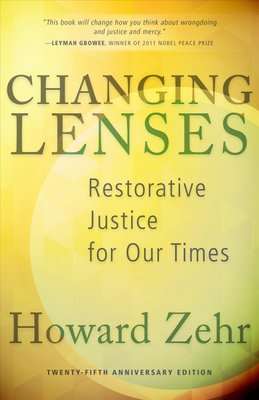 "This book will change how you think about wrongdoing
and justice and mercy."
—LEYMAH GBOWEE, WINNER OF 2011 NOBEL PEACE PRIZE
CHANGING
LENSES
Restorative
Justice
for Our Times
Howard Zehr
TWENTY-FIFTH ANNIVERSARY EDITION